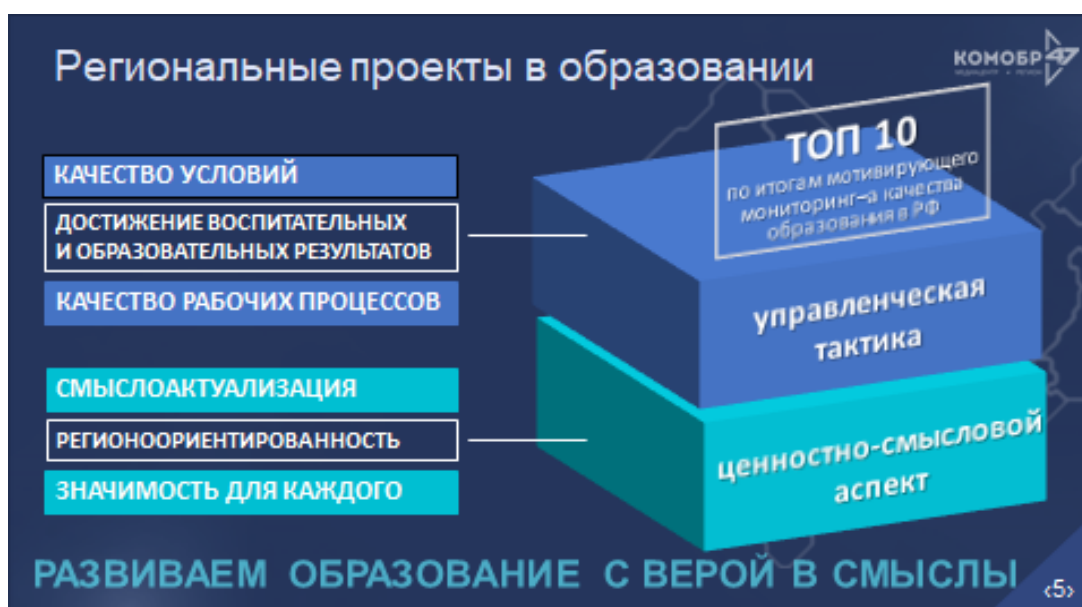 Региональные проекты в образовании
КОМОБР 47
КАЧЕСТВО УСЛОВИЙ
ДОСТИЖЕНИЕ ВОСПИТАТЕЛЬНЫХ
И ОБРАЗОВАТЕЛЬНЫХ РЕЗУЛЬТАТОВ
КАЧЕСТВО РАБОЧИХ ПРОЦЕССОВ
СМЫСЛОАКТУАЛИЗАЦИЯ
РЕГИОНООРИЕНТИРОВАННОСТЬ
ЗНАЧИМОСТЬ ДЛЯ КАЖДОГО
ТОП 10
по итогам мотивирующего
мониторинг–а качества
образования в РФ
управленческая
тактика
ценностно-смысловой
аспект
РАЗВИВАЕМ ОБРАЗОВАНИЕ С ВЕРОЙ В СМЫСЛЫ
‹5›